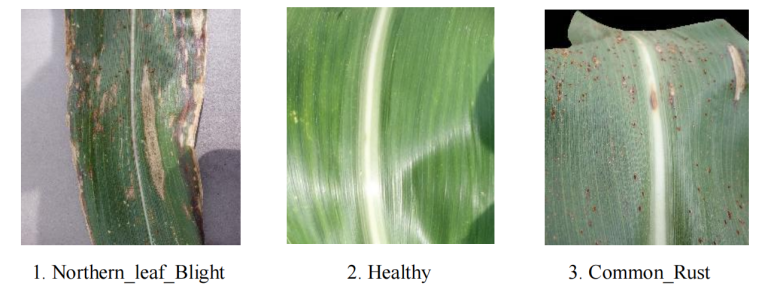 1. Northern_leaf_Blight
2. Healthy
3. Common_Rust